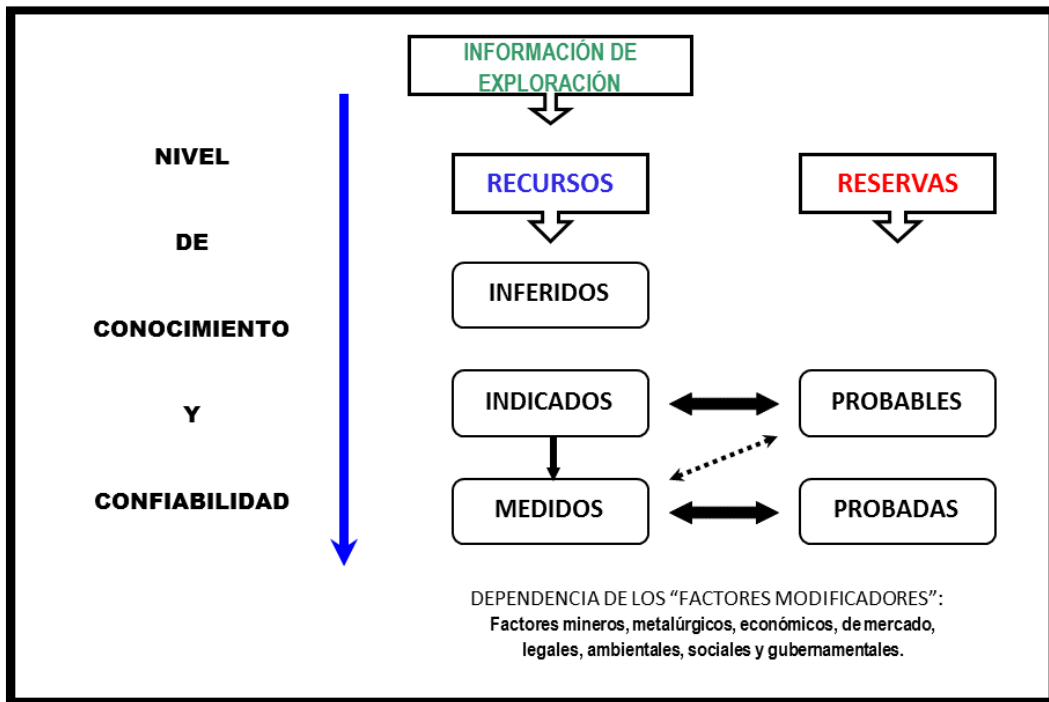 INFORMACIÓN DE
EXPLORACIÓN
NIVEL
RECURSOS
RESERVAS
DE
INFERIDOS
CONOCIMIENTO
INDICADOS
PROBABLES
Y
CONFIABILIDAD
MEDIDOS
PROBADAS
DEPENDENCIA DE LOS “FACTORES MODIFICADORES”:
Factores mineros, metalúrgicos, económicos, de mercado,
legales, ambientales, sociales y gubernamentales.